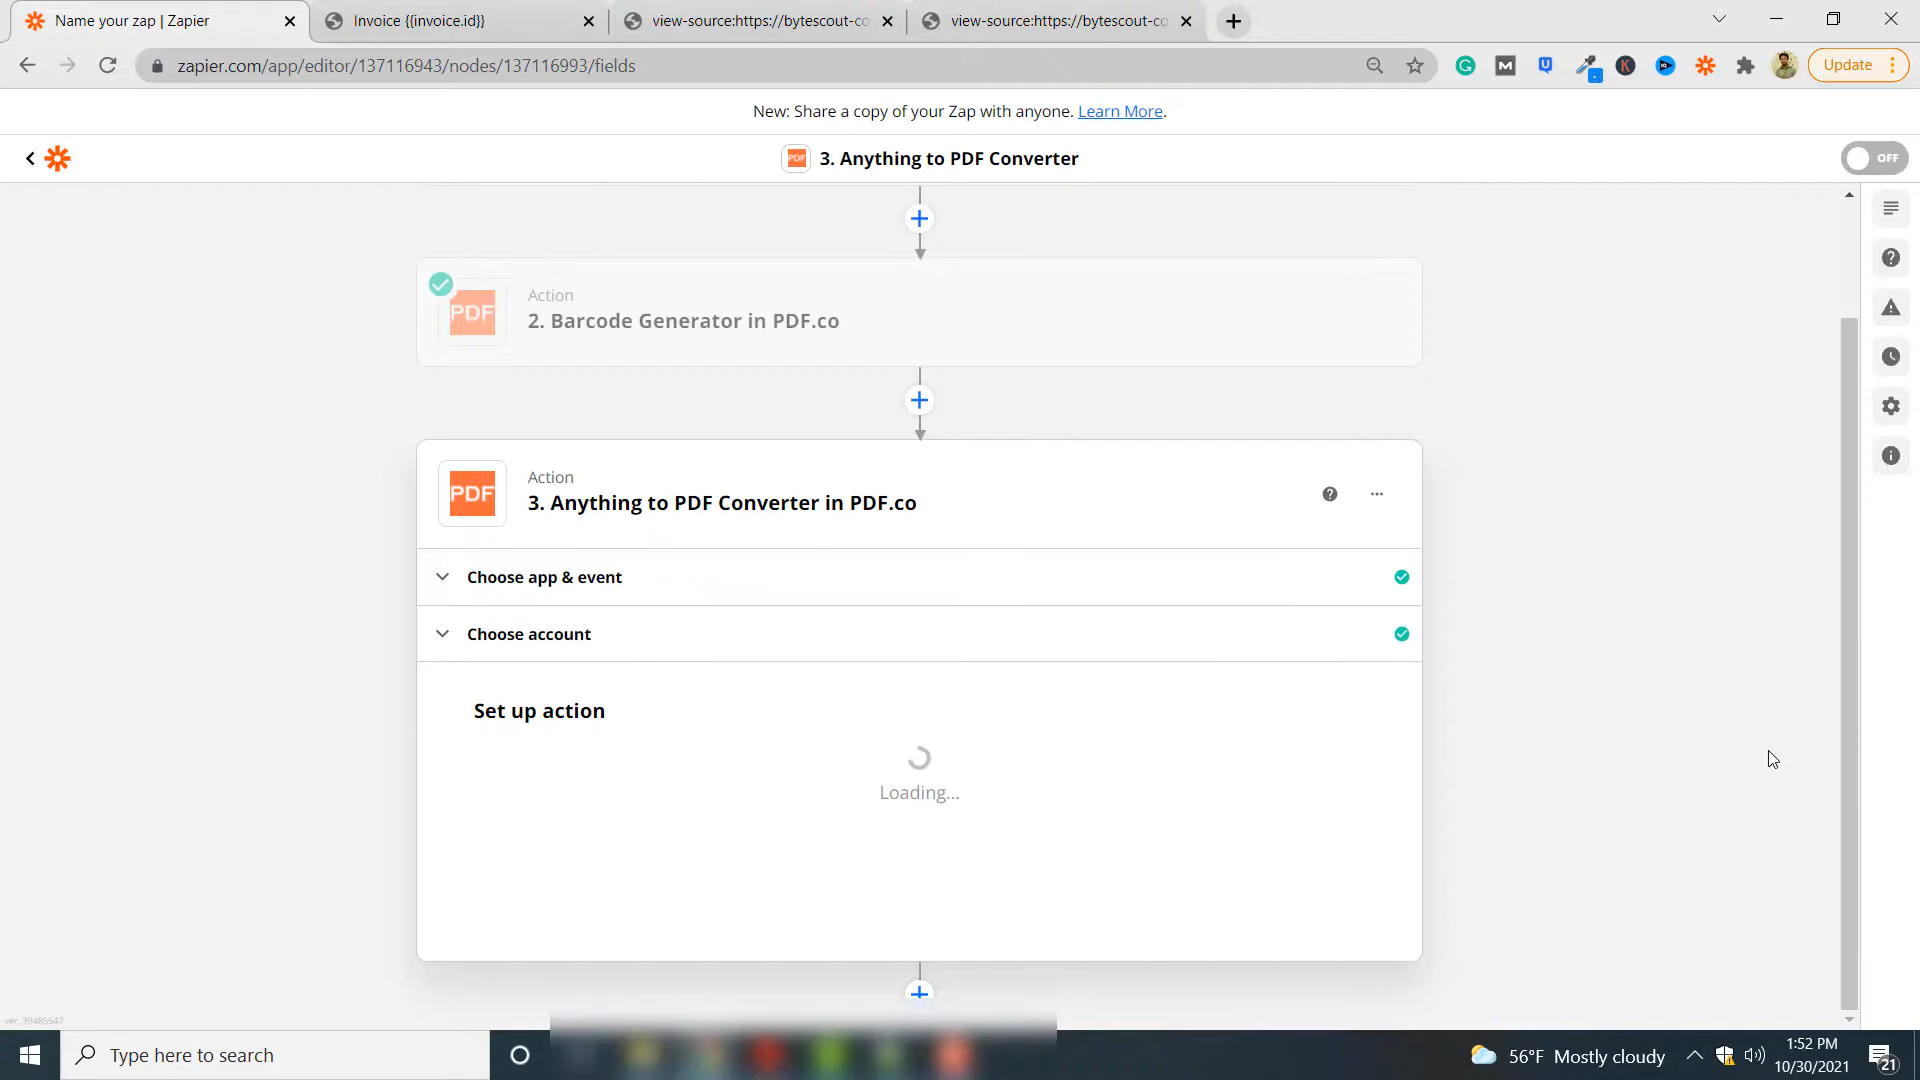 Name your zap | Zapier
Invoice {{invoice.id}}
view-source:https://bytescout-co
view-source:https://bytescout-co
zapier.com/app/editor/137116943/nodes/137116993/fields
Update
New: Share a copy of your Zap with anyone. Learn More.
PDF
3. Anything to PDF Converter
OFF
PDF
Action
2. Barcode Generator in PDF.co
PDF
Action
3. Anything to PDF Converter in PDF.co
Choose app & event
Choose account
Set up action
Loading...
ver. 39485547
Type here to search
56°F Mostly cloudy
1:52 PM
10/30/2021
21